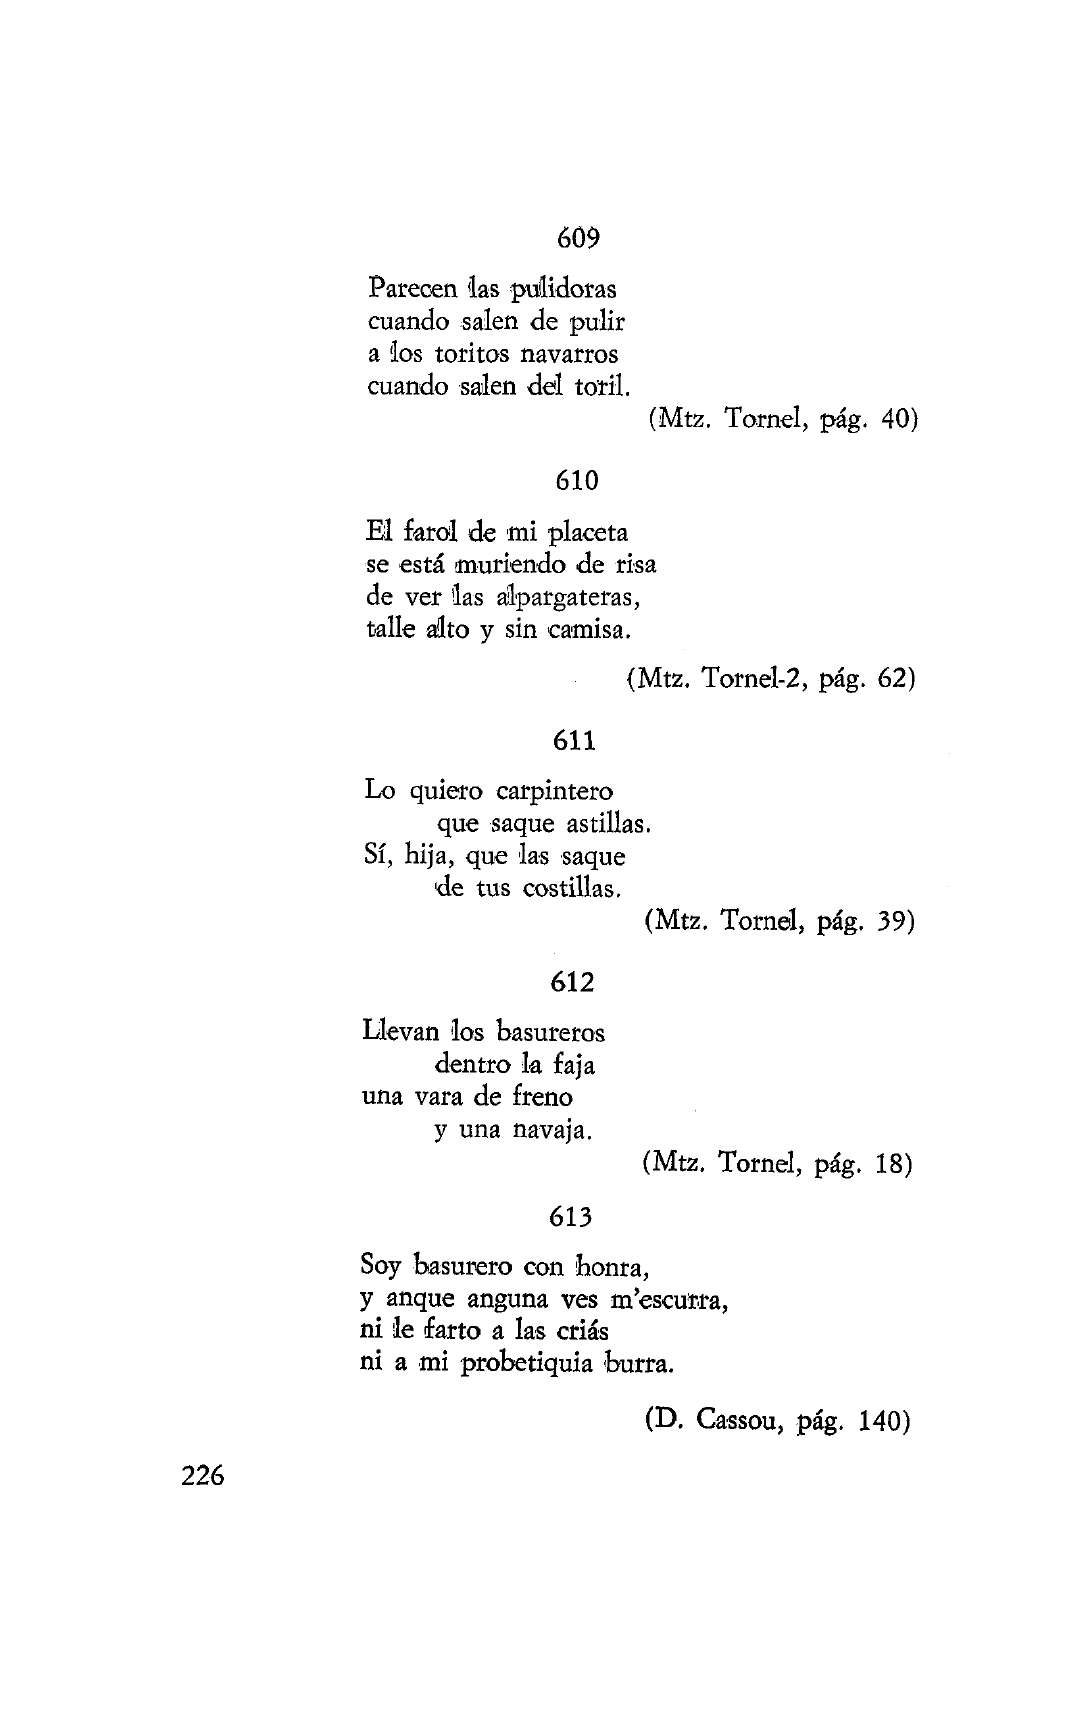 609
Parecen las pulidoras
cuando salen de pulir
a los toritos navarros
cuando salen del toril.
(Mtz. Tornel, pág. 40)
610
El farol de mi placeta
se está muriendo de risa
de ver las alpargateras,
talle alto y sin camisa.
(Mtz. Tornel-2, pág. 62)
611
Lo quiero carpintero
que saque astillas.
Sí, hija, que las saque
de tus costillas.
(Mtz. Tornel, pág. 39)
612
Llevan los basureros
dentro la faja
una vara de freno
y una navaja.
(Mtz. Tornel, pág. 18)
613
Soy basurero con honra,
y anque anguna ves m'escurra,
ni le farto a las criás
ni a mi probetiquia burra.
(D. Cassou, pág. 140)
226